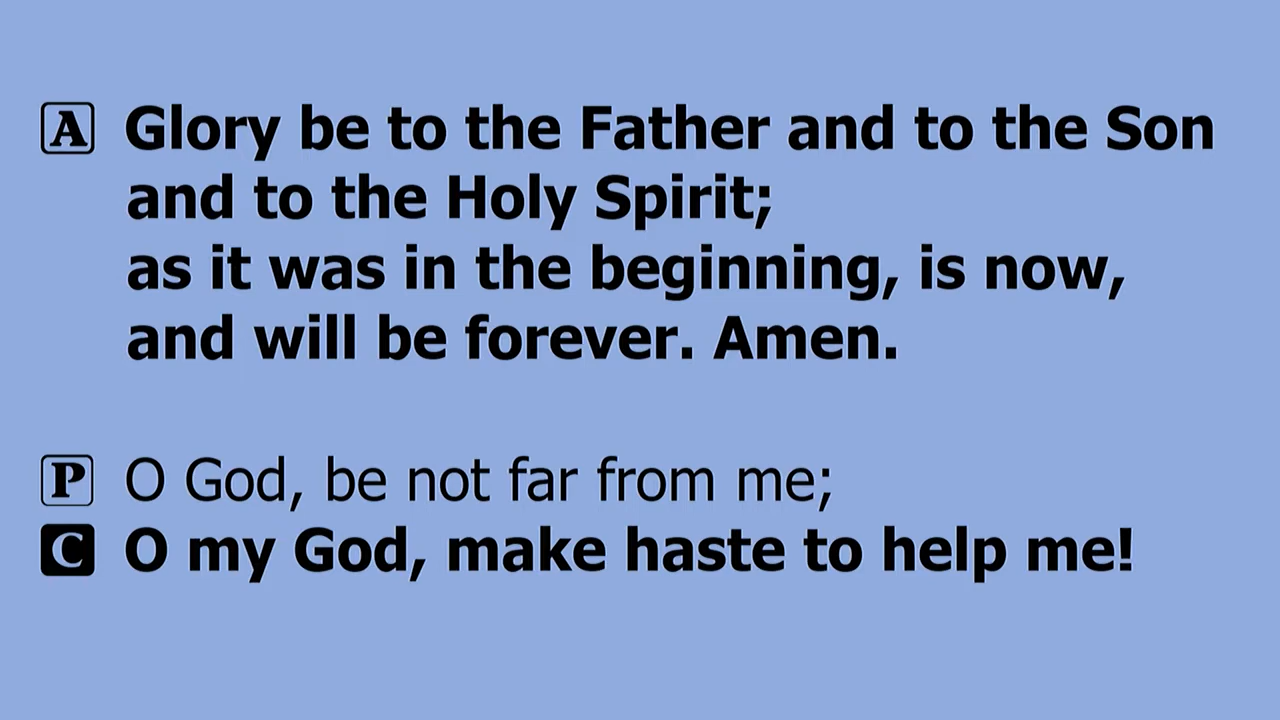 A Glory be to the Father and to the Son
and to the Holy Spirit;
as it was in the beginning, is now,
and will be forever. Amen.
P O God, be not far from me;
C O my God, make haste to help me!